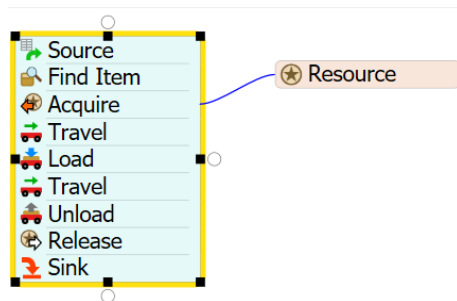 Source
Find Item
Acquire
Travel
Load
Travel
Unload
Release
Sink
Resource